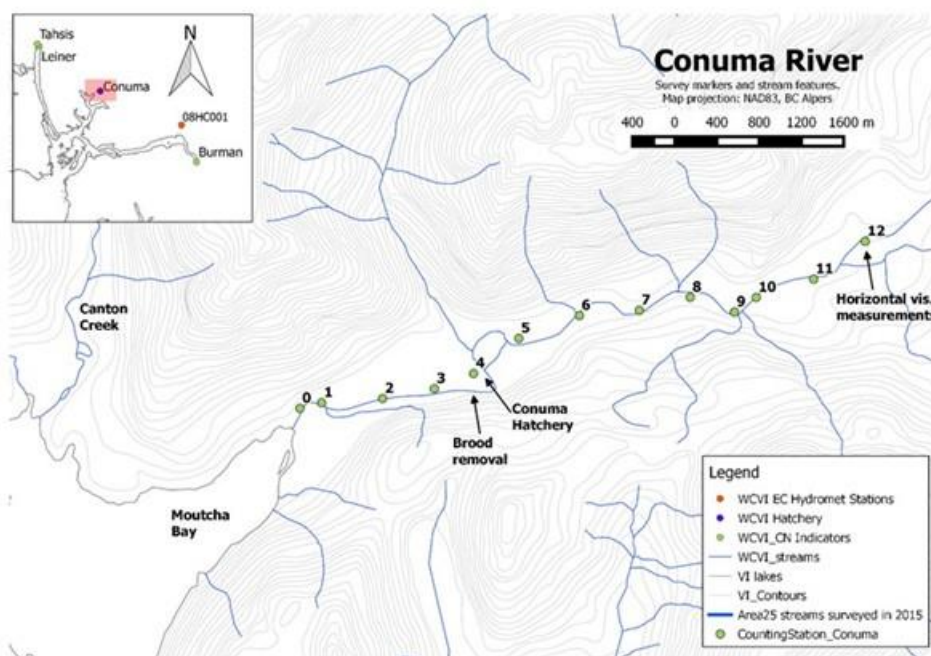 Tahsis
Leiner
N
Conuma
08HC001
Burman
Conuma River
Survey markers and stream features.
Map projection: NAD83, BC Alpers
400 0 400 800 1200 1600 m
12
11
10
9
8
7
6
5
4
3
2
1
0
Horizontal vis.
measurements
Canton
Creek
Conuma
Hatchery
Brood
removal
Moutcha
Bay
Legend
WCVI EC Hydromet Stations
WCVI Hatchery
WCVI_CN Indicators
WCVI_streams
VI lakes
VI_Contours
Area25 streams surveyed in 2015
CountingStation_Conuma